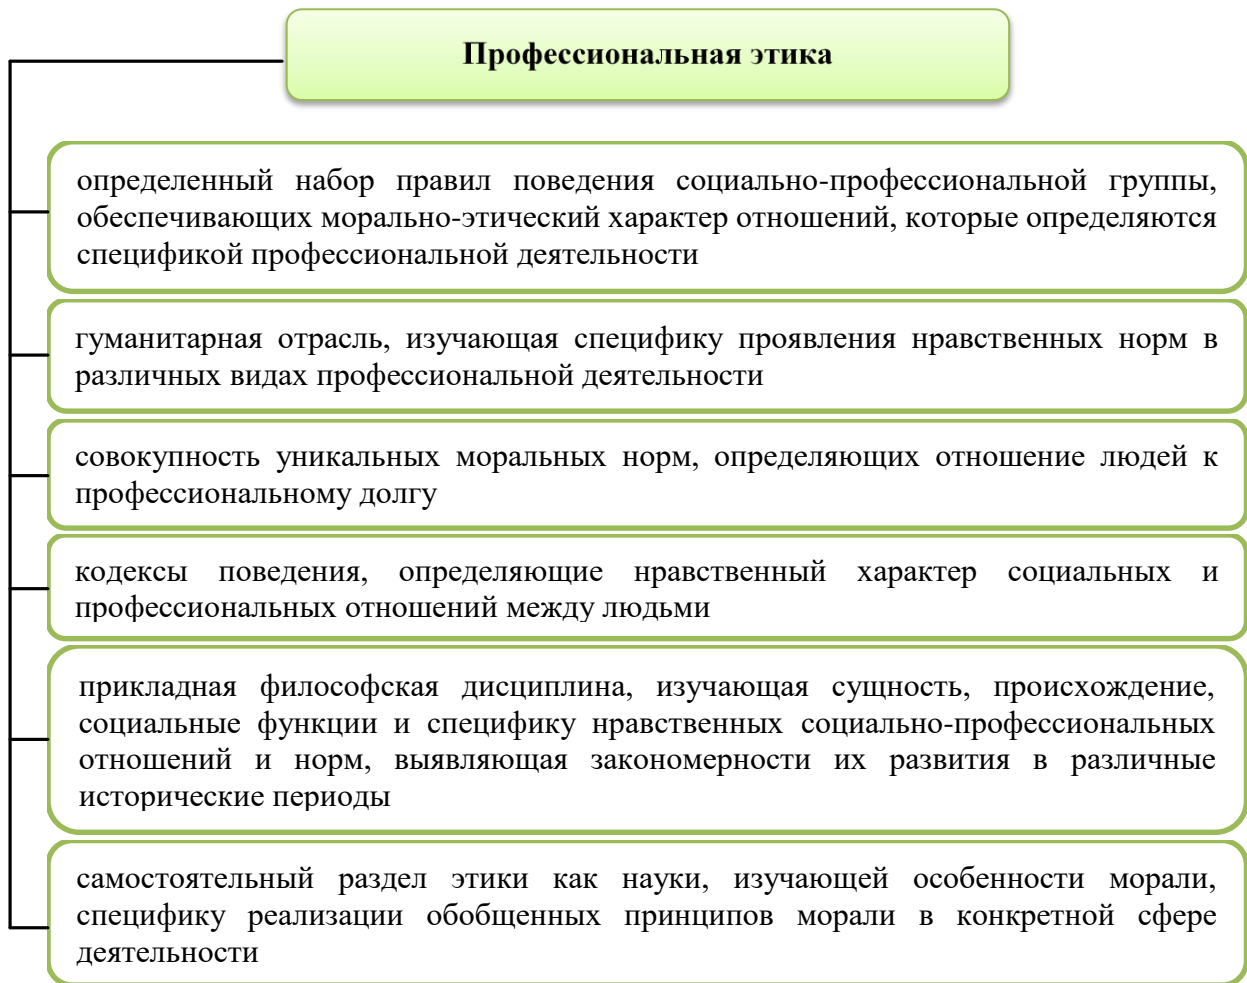 Профессиональная этика
определенный набор правил поведения социально-профессиональной группы,
обеспечивающих морально-этический характер отношений, которые определяются
спецификой профессиональной деятельности
гуманитарная отрасль, изучающая специфику проявления нравственных норм в
различных видах профессиональной деятельности
совокупность уникальных моральных норм, определяющих отношение людей к
профессиональному долгу
кодексы поведения, определяющие нравственный характер социальных и
профессиональных отношений между людьми
прикладная философская дисциплина, изучающая сущность, происхождение,
социальные функции и специфику нравственных социально-профессиональных
отношений и норм, выявляющая закономерности их развития в различные
исторические периоды
самостоятельный раздел этики как науки, изучающей особенности морали,
специфику реализации обобщенных принципов морали в конкретной сфере
деятельности